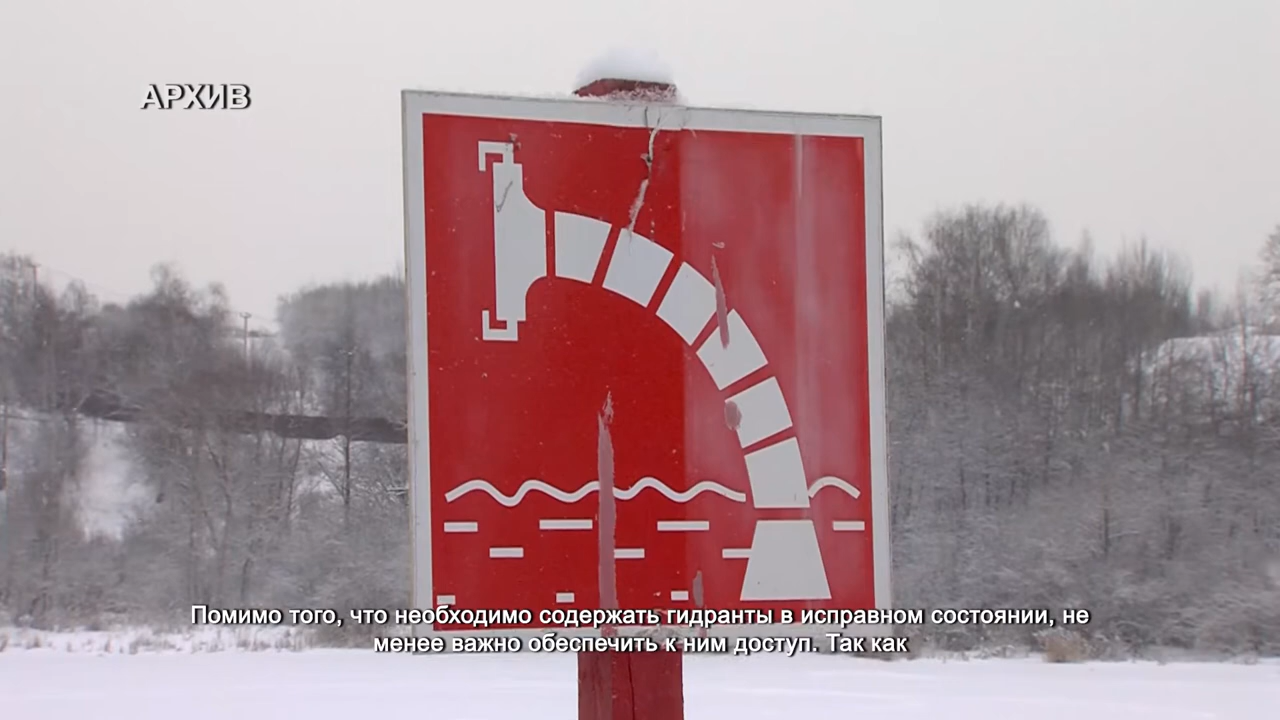 АРХИВ
Помимо того, что необходимо содержать гидранты в исправном состоянии, не
менее важно обеспечить к ним доступ. Так как